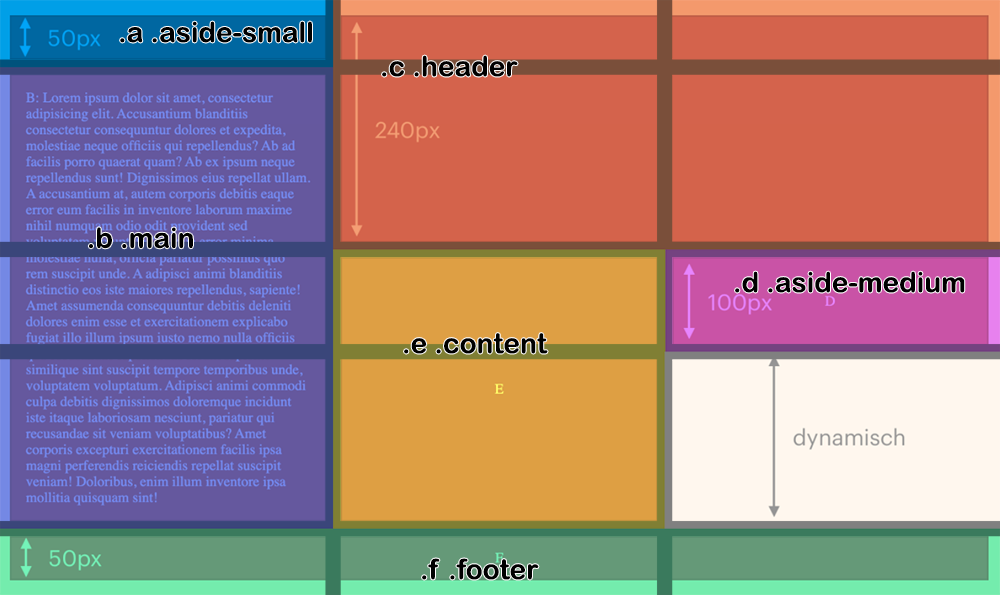 50px .a .aside-small
.c .header
240px
B: Lorem ipsum dolor sit amet, consectetur
adipisicing elit. Accusantium blanditiis
consectetur consequuntur dolores et expedita,
molestiae neque officiis qui repellendus? Ab ad
facilis porro quaerat quam? Ab ex ipsum neque
repellendus sunt! Dignissimos eius repellat ullam.
A accusantium at, autem corporis debitis eaque
error eum facilis in inventore laborum maxime
nihil numquam odio odit provident sed
error minima
.b .main
molestiae nulla, officia pariatur possimus quo
rem suscipit unde. A adipisci animi blanditiis
distinctio eos iste maiores repellendus, sapiente!
Amet assumenda consequuntur debitis deleniti
dolores enim esse et exercitationem explicabo
fugiat illo illum ipsum iusto nemo nulla officiis
similique sint suscipit tempore temporibus unde,
voluptatem voluptatum. Adipisci animi commodi
culpa debitis dignissimos doloremque incidunt
iste itaque laboriosam nesciunt, pariatur qui
recusandae sit veniam voluptatibus? Amet
corporis excepturi exercitationem facilis ipsa
magni perferendis reiciendis repellat suscipit
veniam! Doloribus, enim illum inventore ipsa
mollitia quisquam sint!
.d .aside-medium
100px D
.e .content
E
dynamisch
50px
.f .footer